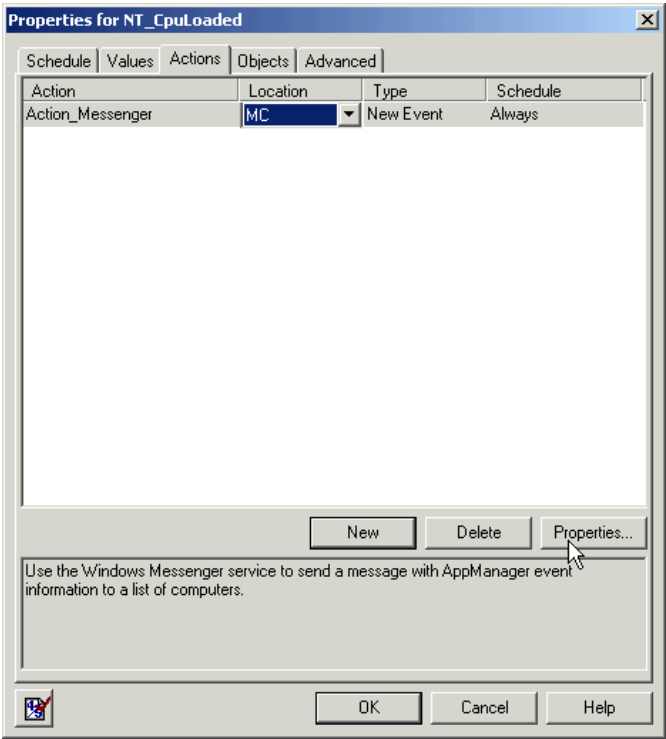 Properties for NT_CpuLoaded
Schedule Values Actions Objects Advanced
Action Location Type Schedule
Action_Messenger MC New Event Always
New Delete Properties...
Use the Windows Messenger service to send a message with AppManager event
information to a list of computers.
OK Cancel Help